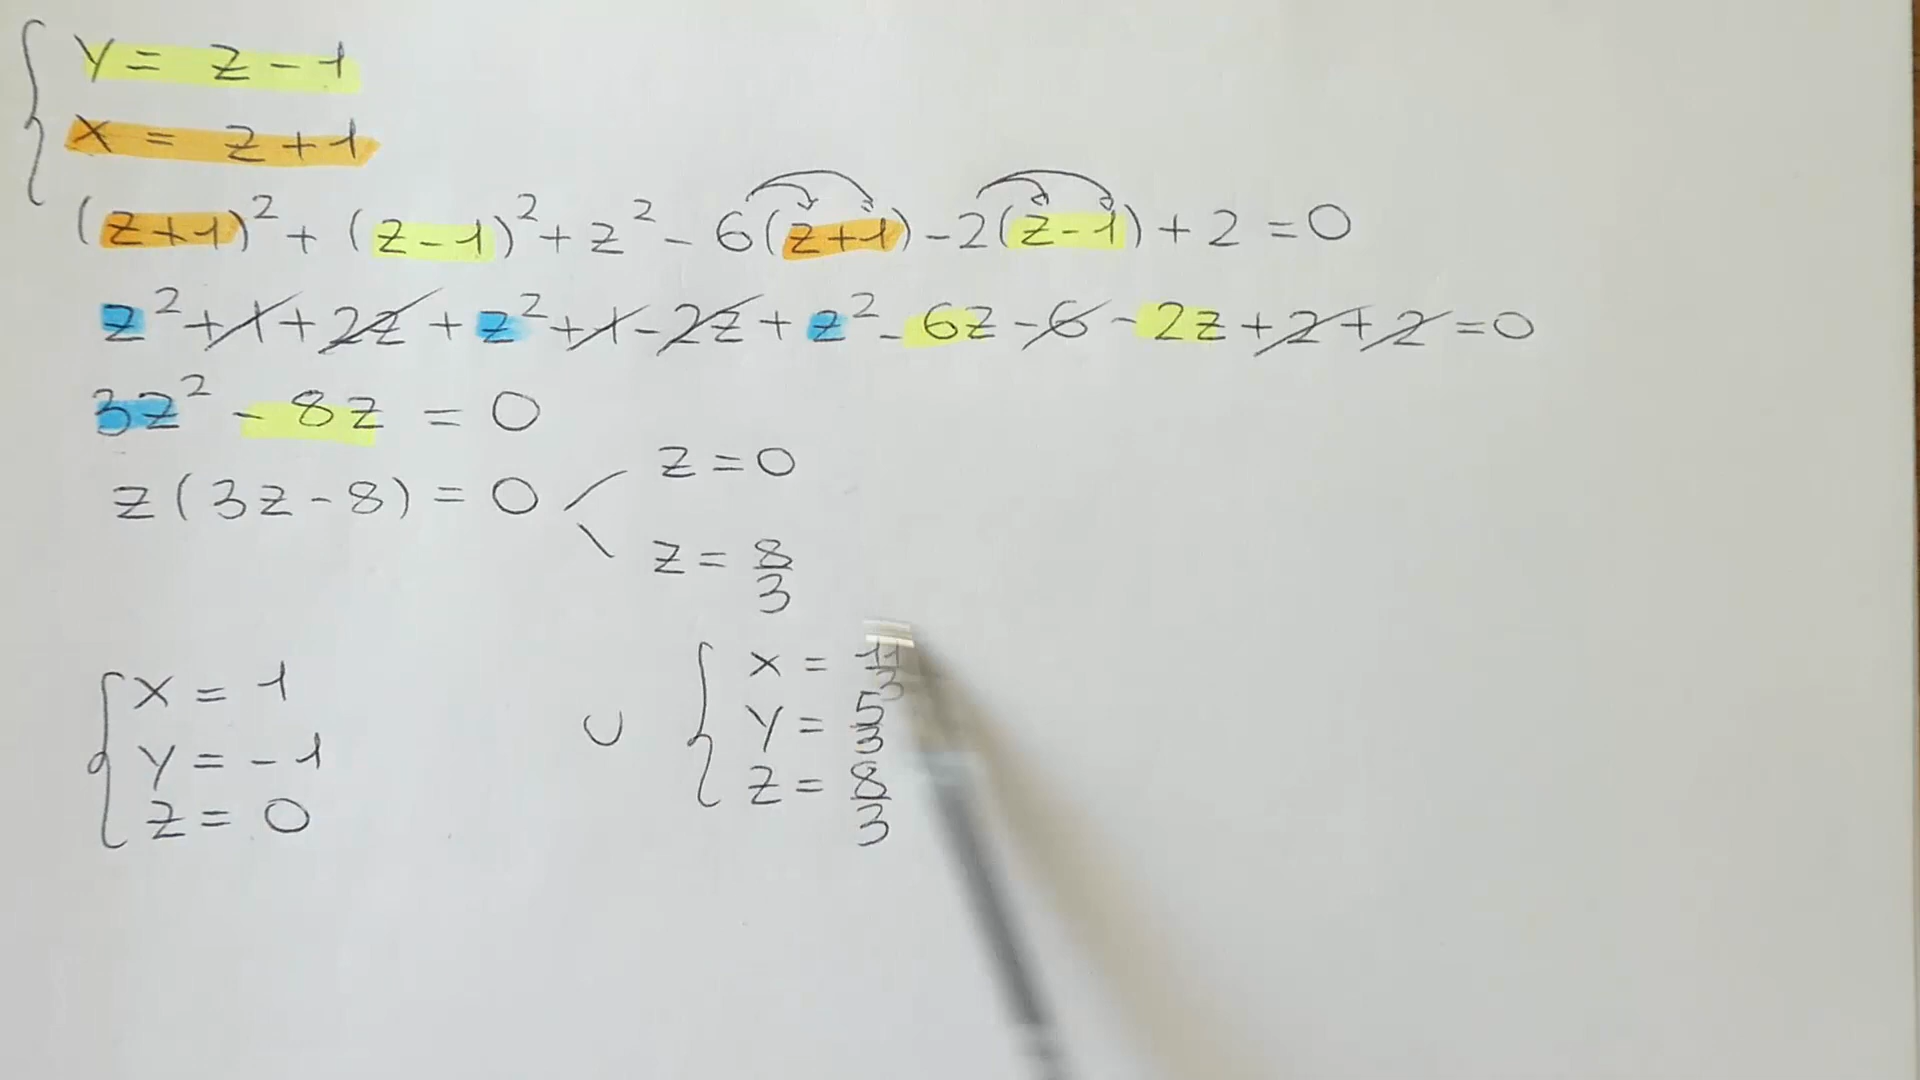 Y = z - 1
X = z + 1
(z+1)² + (z-1)² + z² - 6(z+1) - 2(z-1) + 2 = 0
z² + 1 + 2z + z² + 1 - 2z + z² - 6z - 6 - 2z + 2 + 2 = 0
3z² - 8z = 0
z(3z - 8) = 0
z = 0
z = 8/3
X = 1
Y = -1
Z = 0
∪
X = 11/3
Y = 5/3
Z = 8/3